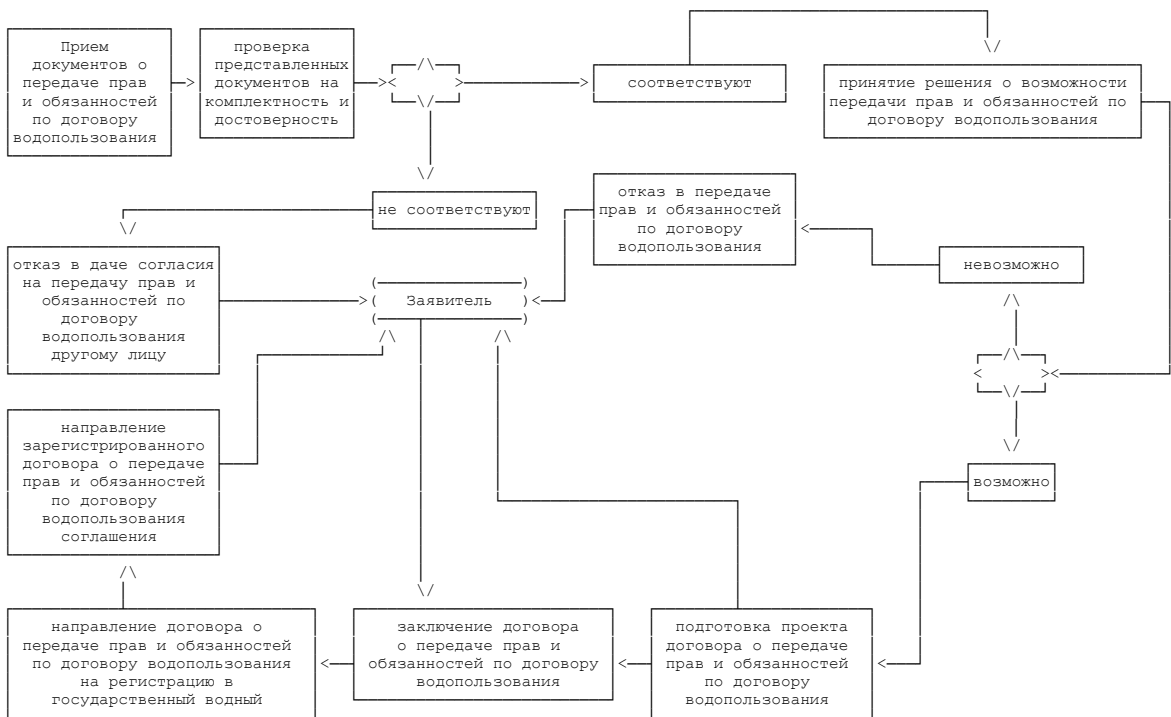 Прием
документов о
передаче прав
и обязанностей
по договору
водопользования
проверка
представленных
документов на
комплектность и
достоверность
соответствуют
принятие решения о возможности
передачи прав и обязанностей по
договору водопользования
не соответствуют
отказ в передаче
прав и обязанностей
по договору
водопользования
невозможно
отказ в даче согласия
на передачу прав и
обязанностей по
договору
водопользования
другому лицу
Заявитель
направление
зарегистрированного
договора о передаче
прав и обязанностей
по договору
водопользования
соглашения
возможно
направление договора о
передаче прав и обязанностей
по договору водопользования
на регистрацию в
государственный водный
заключение договора
о передаче прав и
обязанностей по договору
водопользования
подготовка проекта
договора о передаче
прав и обязанностей
по договору
водопользования